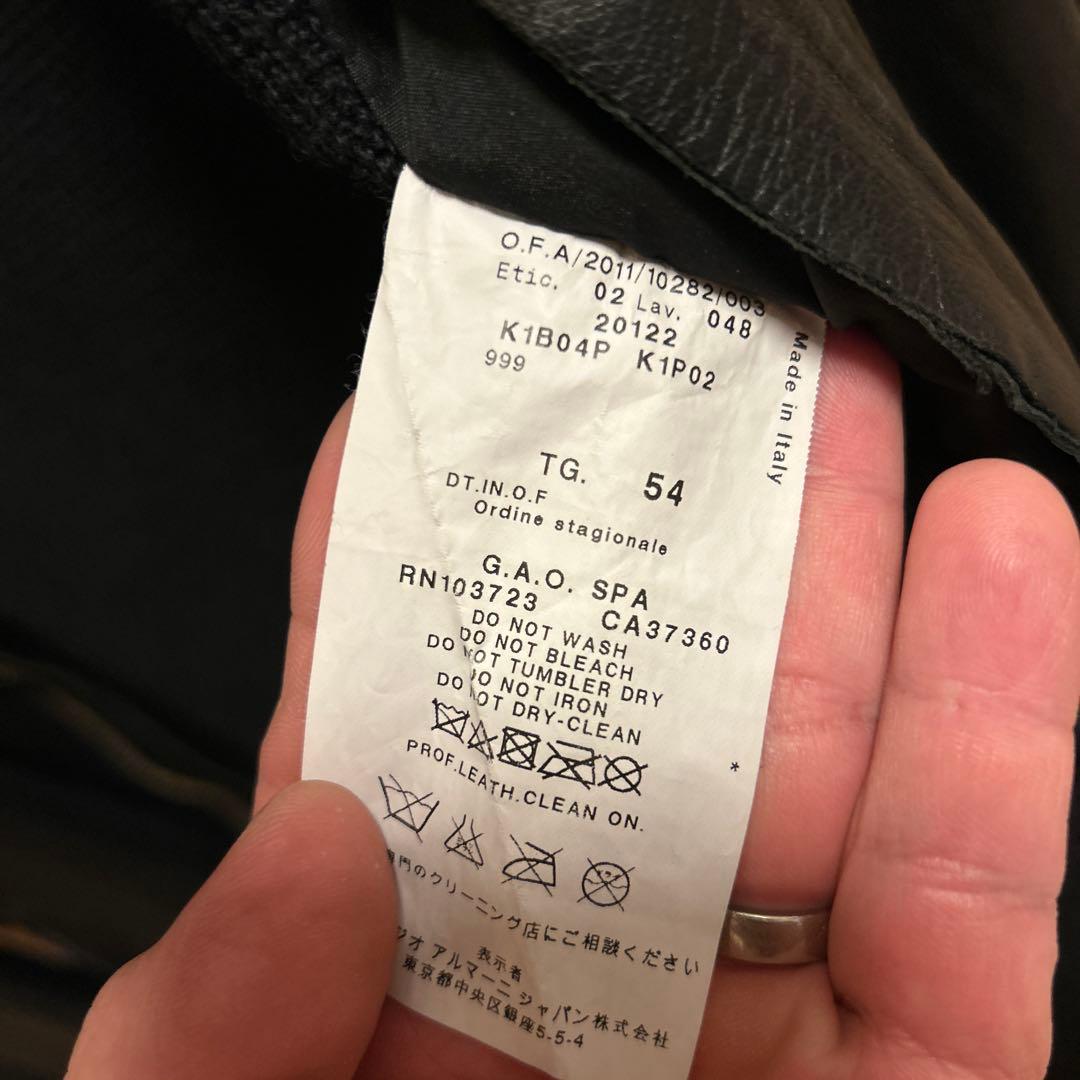 O.F.A/2011/10282/003
Etic. 02 Lav. 048
20122
K1B04P K1P02
999
Made in Italy
TG. 54
DT.IN.O.F
Ordine stagionale
G.A.O. SPA
RN103723 CA37360
DO NOT WASH
DO NOT BLEACH
DO NOT TUMBLER DRY
DO NOT IRON
DO NOT DRY-CLEAN
*
PROF.LEATH.CLEAN ON.
門のクリーニング店にご相談ください
表示者
ジオ アルマーニ ジャパン株式会社
東京都中央区銀座5-5-4